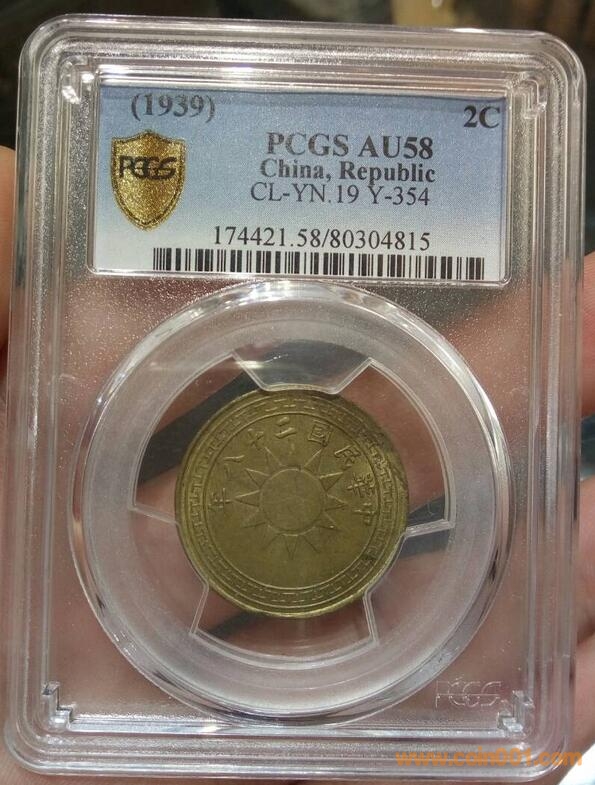 (1939)
2C
PCGS
PCGS AU58
China, Republic
CL-YN.19 Y-354
174421.58/80304815
中華民國二十八年
PCGS
www.coin001.com